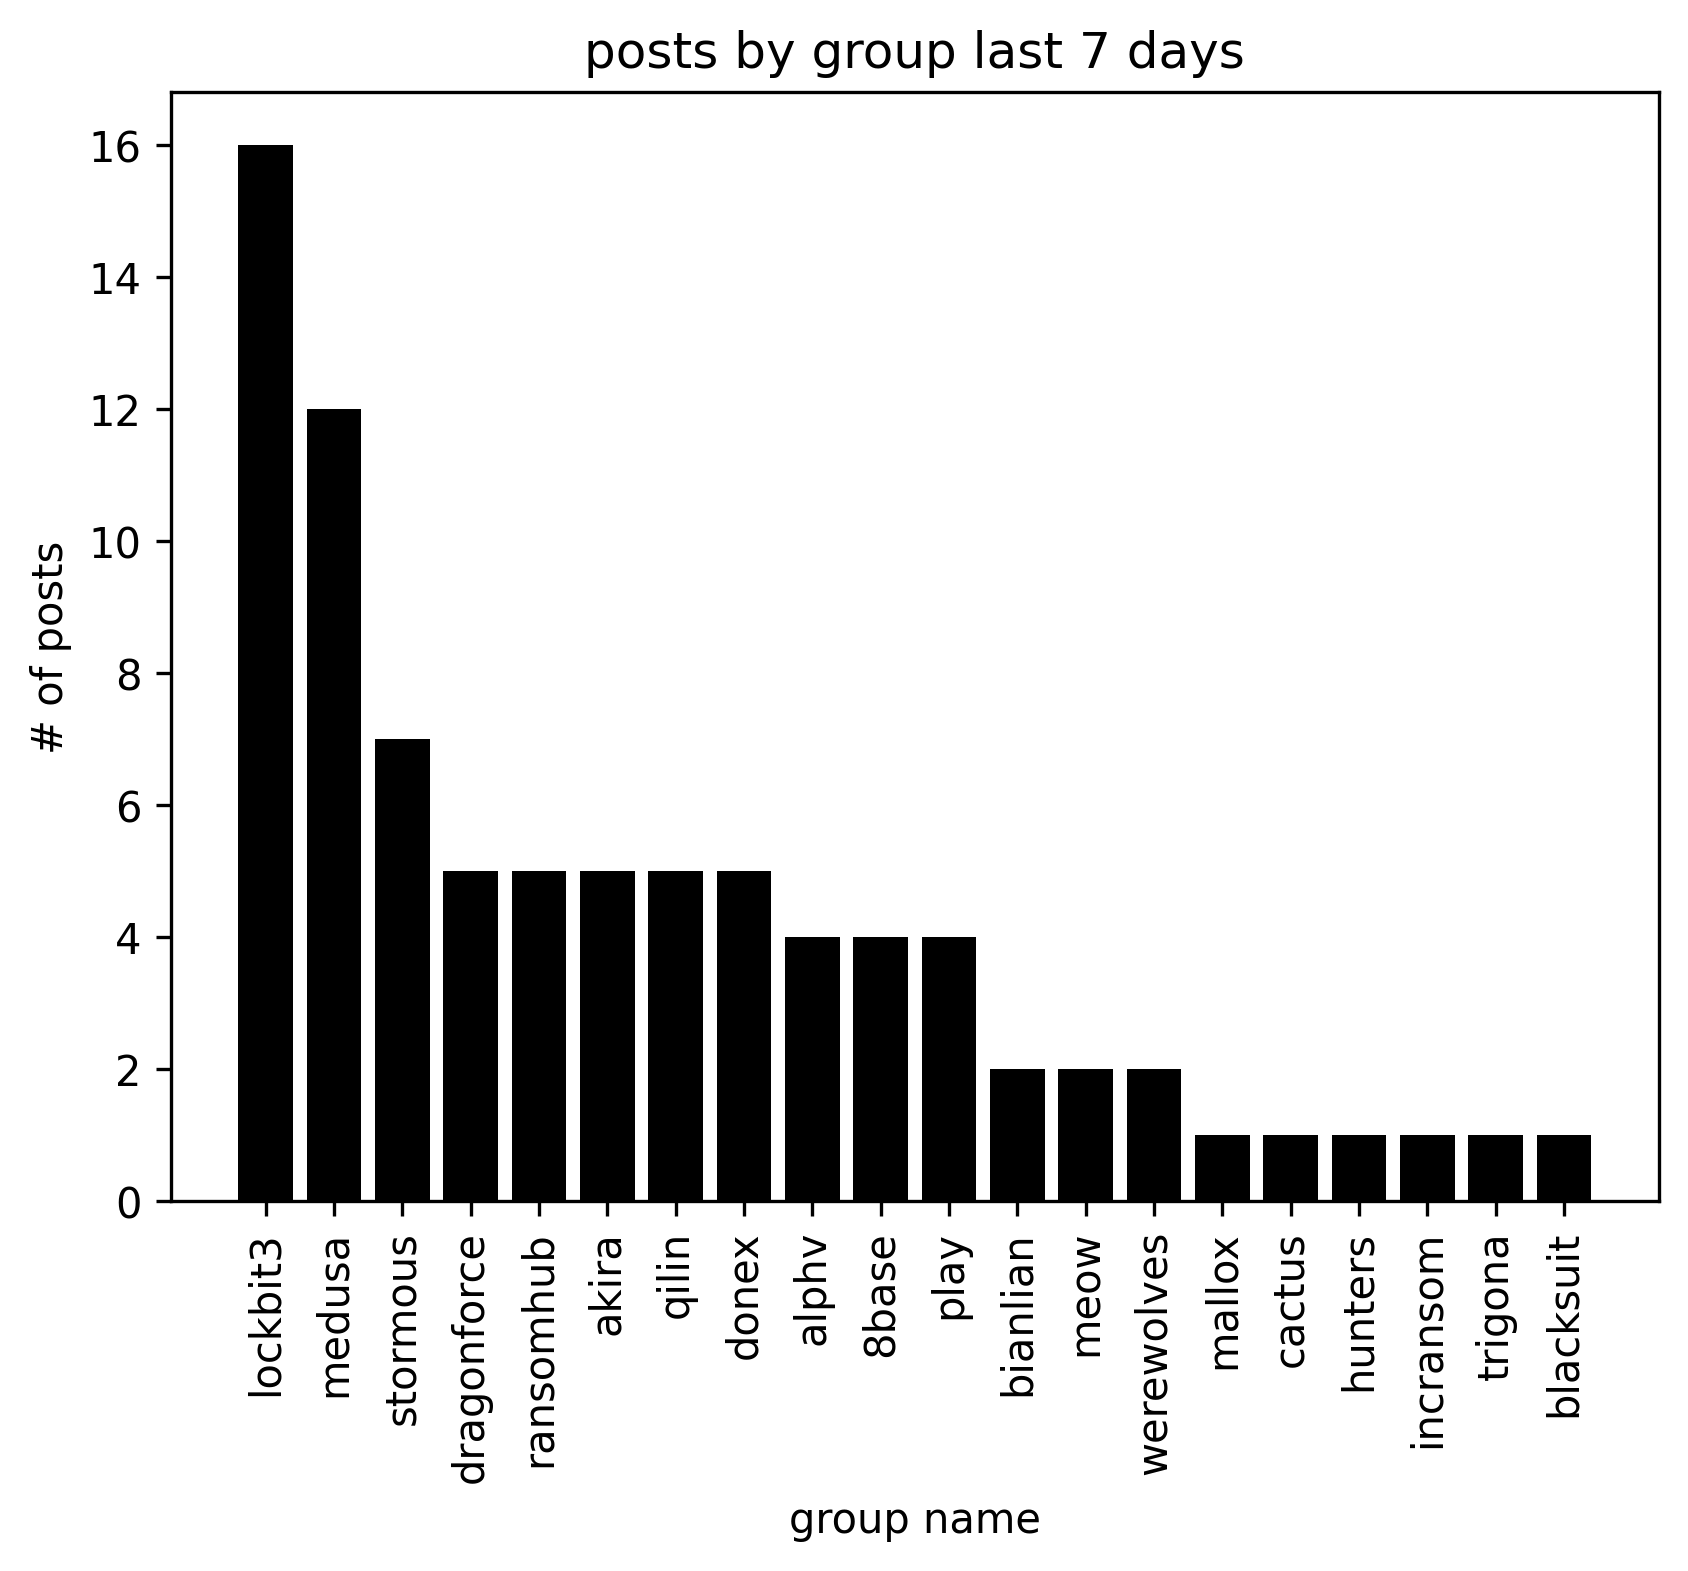 posts by group last 7 days
16
14
12
10
8
6
4
2
0
# of posts
lockbit3
medusa
stormous
dragonforce
ransomhub
akira
qilin
donex
alphv
8base
play
bianlian
meow
werewolves
mallox
cactus
hunters
incransom
trigona
blacksuit
group name